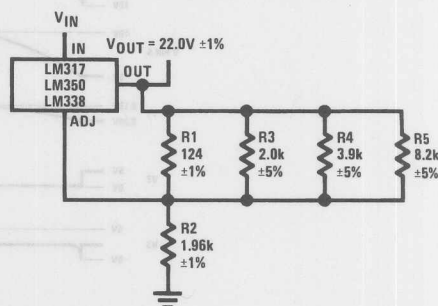 VIN
VOUT = 22.0V ±1%
IN
LM317
LM350
LM338
OUT
ADJ
R1
124
±1%
R3
2.0k
±5%
R4
3.9k
±5%
R5
8.2k
±5%
R2
1.96k
±1%